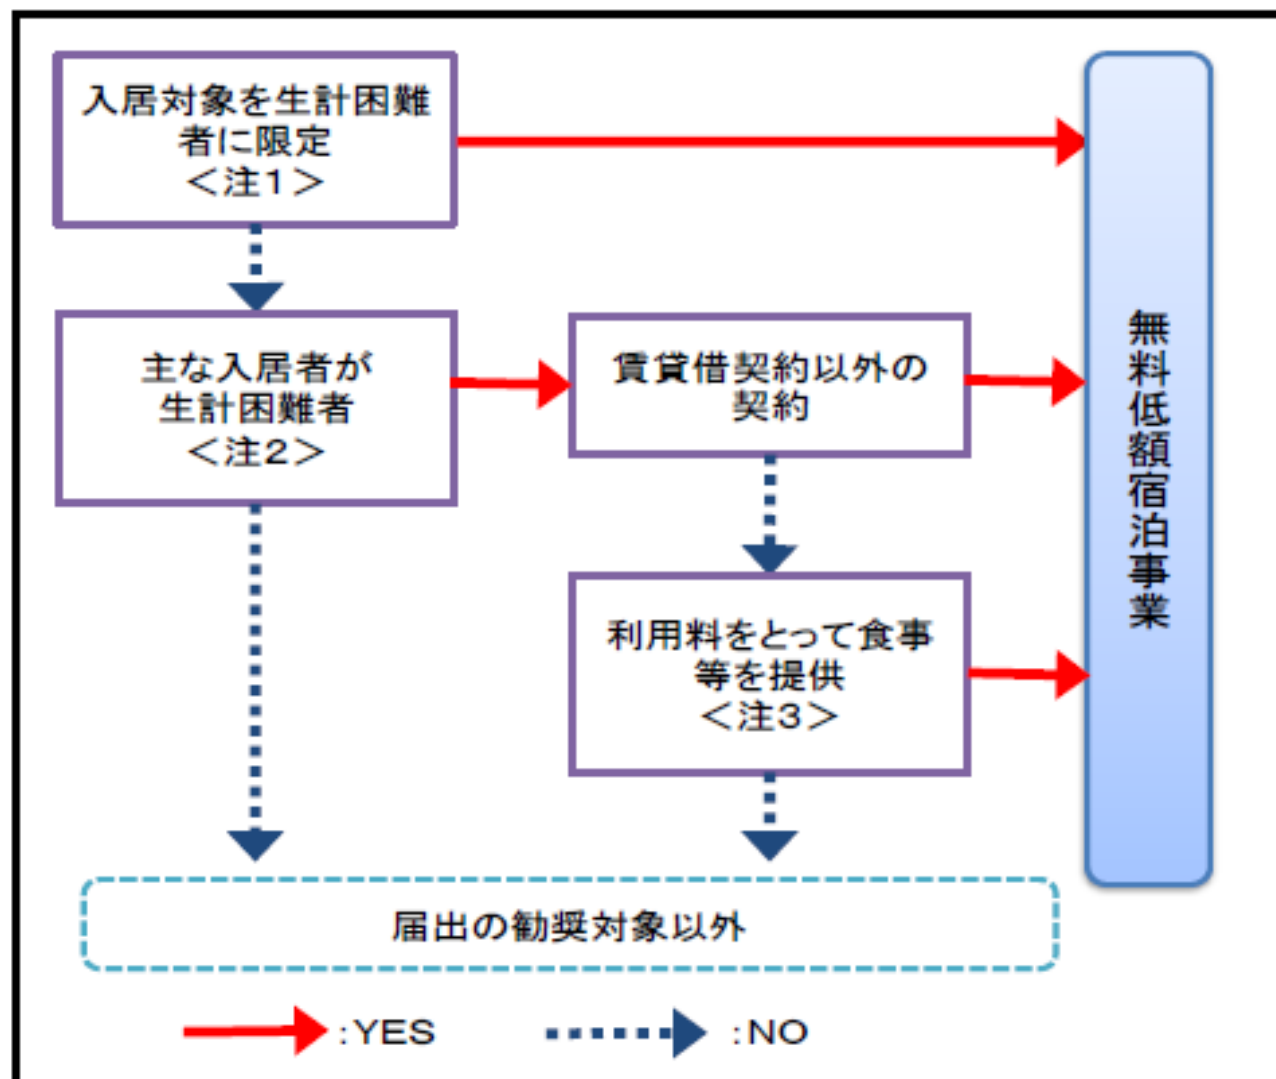 入居対象を生計困難
者に限定
＜注１＞
主な入居者が
生計困難者
＜注２＞
賃貸借契約以外の
契約
利用料をとって食事
等を提供
＜注３＞
無料低額宿泊事業
届出の勧奨対象以外
：YES
：NO